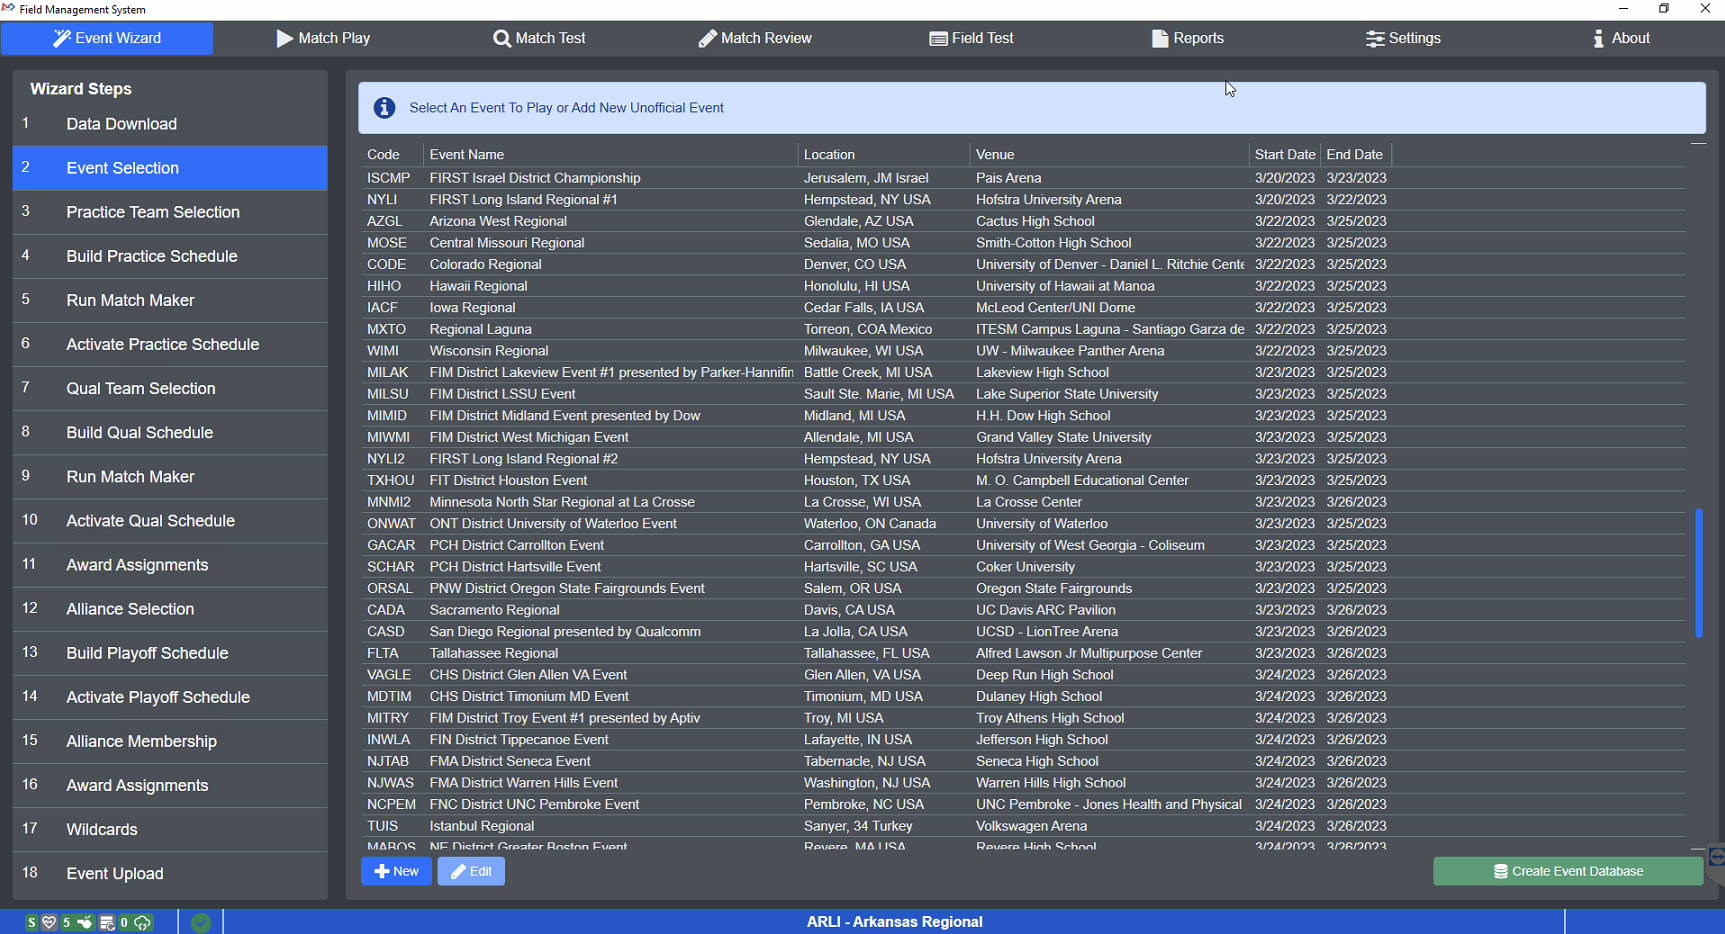 Field Management System
Event Wizard
Match Play
Match Test
Match Review
Field Test
Reports
Settings
About
Wizard Steps
1 Data Download
2 Event Selection
3 Practice Team Selection
4 Build Practice Schedule
5 Run Match Maker
6 Activate Practice Schedule
7 Qual Team Selection
8 Build Qual Schedule
9 Run Match Maker
10 Activate Qual Schedule
11 Award Assignments
12 Alliance Selection
13 Build Playoff Schedule
14 Activate Playoff Schedule
15 Alliance Membership
16 Award Assignments
17 Wildcards
18 Event Upload
Select An Event To Play or Add New Unofficial Event
Code Event Name Location Venue Start Date End Date
ISCMP FIRST Israel District Championship Jerusalem, JM Israel Pais Arena 3/20/2023 3/23/2023
NYLI FIRST Long Island Regional #1 Hempstead, NY USA Hofstra University Arena 3/20/2023 3/22/2023
AZGL Arizona West Regional Glendale, AZ USA Cactus High School 3/22/2023 3/25/2023
MOSE Central Missouri Regional Sedalia, MO USA Smith-Cotton High School 3/22/2023 3/25/2023
CODE Colorado Regional Denver, CO USA University of Denver - Daniel L. Ritchie Cente 3/22/2023 3/25/2023
HIHO Hawaii Regional Honolulu, HI USA University of Hawaii at Manoa 3/22/2023 3/25/2023
IACF Iowa Regional Cedar Falls, IA USA McLeod Center/UNI Dome 3/22/2023 3/25/2023
MXTO Regional Laguna Torreon, COA Mexico ITESM Campus Laguna - Santiago Garza de 3/22/2023 3/25/2023
WIMI Wisconsin Regional Milwaukee, WI USA UW - Milwaukee Panther Arena 3/22/2023 3/25/2023
MILAK FIM District Lakeview Event #1 presented by Parker-Hannifin Battle Creek, MI USA Lakeview High School 3/23/2023 3/25/2023
MILSU FIM District LSSU Event Sault Ste. Marie, MI USA Lake Superior State University 3/23/2023 3/25/2023
MIMID FIM District Midland Event presented by Dow Midland, MI USA H.H. Dow High School 3/23/2023 3/25/2023
MIWMI FIM District West Michigan Event Allendale, MI USA Grand Valley State University 3/23/2023 3/25/2023
NYLI2 FIRST Long Island Regional #2 Hempstead, NY USA Hofstra University Arena 3/23/2023 3/25/2023
TXHOU FIT District Houston Event Houston, TX USA M. O. Campbell Educational Center 3/23/2023 3/25/2023
MNMI2 Minnesota North Star Regional at La Crosse La Crosse, WI USA La Crosse Center 3/23/2023 3/26/2023
ONWAT ONT District University of Waterloo Event Waterloo, ON Canada University of Waterloo 3/23/2023 3/25/2023
GACAR PCH District Carrollton Event Carrollton, GA USA University of West Georgia - Coliseum 3/23/2023 3/25/2023
SCHAR PCH District Hartsville Event Hartsville, SC USA Coker University 3/23/2023 3/25/2023
ORSAL PNW District Oregon State Fairgrounds Event Salem, OR USA Oregon State Fairgrounds 3/23/2023 3/25/2023
CADA Sacramento Regional Davis, CA USA UC Davis ARC Pavilion 3/23/2023 3/26/2023
CASD San Diego Regional presented by Qualcomm La Jolla, CA USA UCSD - LionTree Arena 3/23/2023 3/26/2023
FLTA Tallahassee Regional Tallahassee, FL USA Alfred Lawson Jr Multipurpose Center 3/23/2023 3/26/2023
VAGLE CHS District Glen Allen VA Event Glen Allen, VA USA Deep Run High School 3/24/2023 3/26/2023
MDTIM CHS District Timonium MD Event Timonium, MD USA Dulaney High School 3/24/2023 3/26/2023
MITRY FIM District Troy Event #1 presented by Aptiv Troy, MI USA Troy Athens High School 3/24/2023 3/26/2023
INWLA FIN District Tippecanoe Event Lafayette, IN USA Jefferson High School 3/24/2023 3/26/2023
NJTAB FMA District Seneca Event Tabernacle, NJ USA Seneca High School 3/24/2023 3/26/2023
NJWAS FMA District Warren Hills Event Washington, NJ USA Warren Hills High School 3/24/2023 3/26/2023
NCPEM FNC District UNC Pembroke Event Pembroke, NC USA UNC Pembroke - Jones Health and Physical 3/24/2023 3/26/2023
TUIS Istanbul Regional Sanyer, 34 Turkey Volkswagen Arena 3/24/2023 3/26/2023
MABOS NE District Greater Boston Event Revere, MA USA Revere High School 3/24/2023 3/26/2023
New
Edit
Create Event Database
S 5 0
ARLI - Arkansas Regional